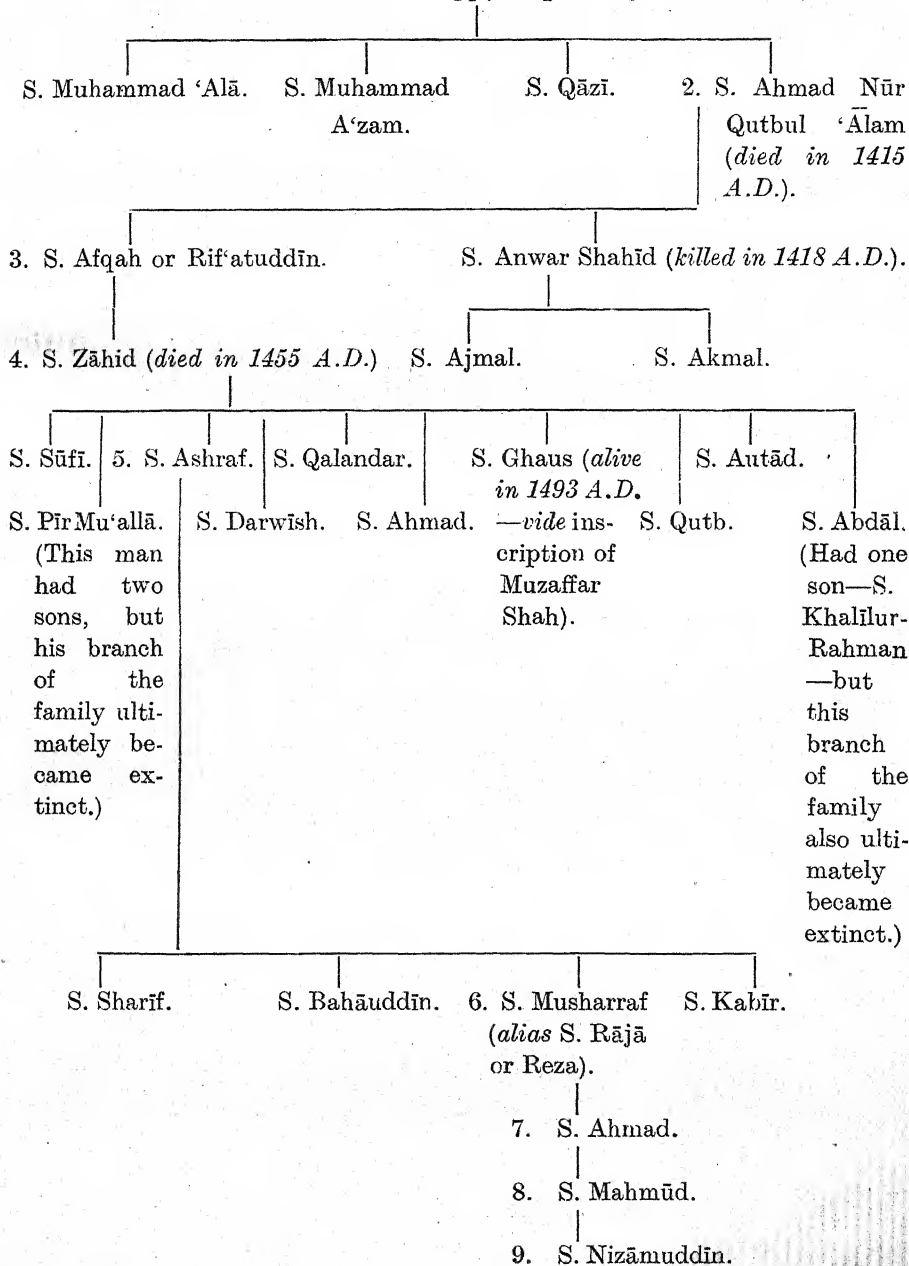 S. Muhammad ‘Alā. S. Muhammad A‘zam. S. Qāzī. 2. S. Ahmad Nūr
Qutbul ‘Ālam
(died in 1415
A.D.).
3. S. Afqah or Rif‘atuddīn. S. Anwar Shahīd (killed in 1418 A.D.).
4. S. Zāhid (died in 1455 A.D.) S. Ajmal. S. Akmal.
S. Sūfī. 5. S. Ashraf. S. Qalandar. S. Ghaus (alive
in 1493 A.D.
—vide ins-
cription of
Muzaffar
Shah).
S. Autād.
S. Pīr Mu‘allā.
(This man
had two
sons, but
his branch
of the
family ulti-
mately be-
came ex-
tinct.)
S. Darwīsh. S. Ahmad. S. Qutb. S. Abdāl.
(Had one
son—S.
Khalīlur-
Rahman
—but
this
branch
of the
family
also ulti-
mately
became
extinct.)
S. Sharīf. S. Bahāuddīn. 6. S. Musharraf
(alias S. Rājā
or Reza).
S. Kabīr.
7. S. Ahmad.
8. S. Mahmūd.
9. S. Nizāmuddīn.